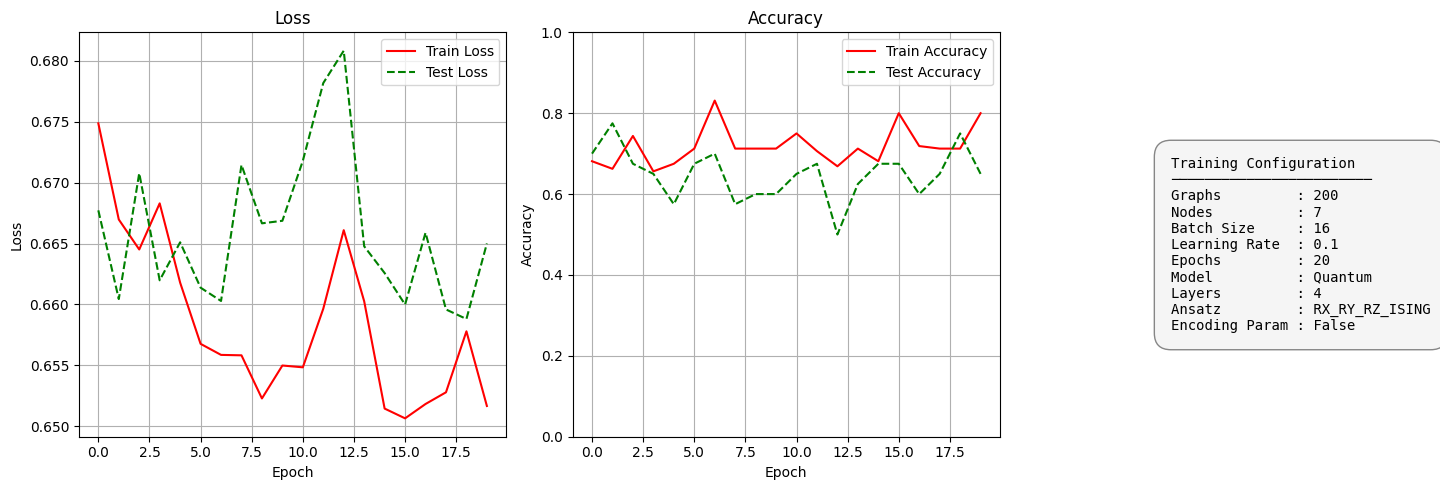 Loss
0.680
0.675
0.670
0.665
0.660
0.655
0.650
Loss
0.0 2.5 5.0 7.5 10.0 12.5 15.0 17.5
Epoch
Train Loss
Test Loss
Accuracy
1.0
0.8
0.6
0.4
0.2
0.0
Accuracy
0.0 2.5 5.0 7.5 10.0 12.5 15.0 17.5
Epoch
Train Accuracy
Test Accuracy
Training Configuration
Graphs : 200
Nodes : 7
Batch Size : 16
Learning Rate : 0.1
Epochs : 20
Model : Quantum
Layers : 4
Ansatz : RX_RY_RZ_ISING
Encoding Param : False